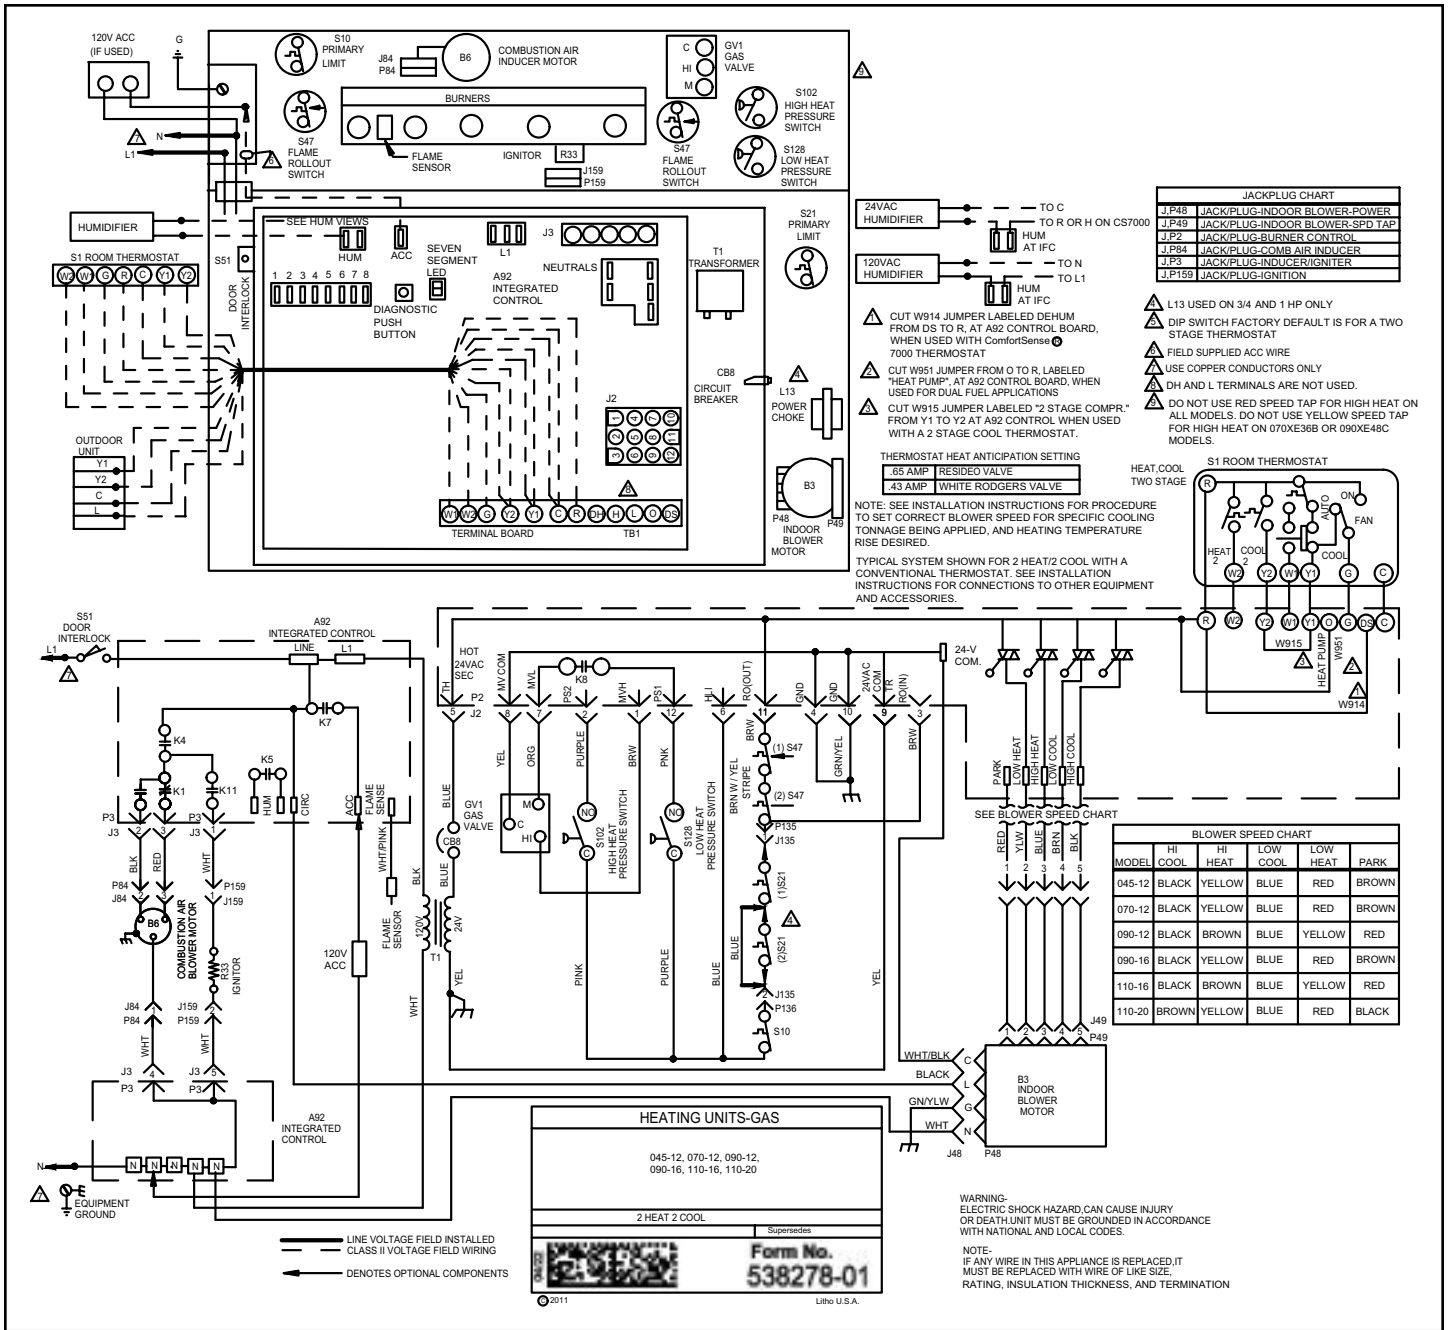 120V ACC
(IF USED)
G
S10
PRIMARY
LIMIT
J84
P84
B6
COMBUSTION AIR
INDUCER MOTOR
C
HI
M
GV1
GAS
VALVE
9
S102
HIGH HEAT
PRESSURE
SWITCH
BURNERS
7
N
L1
6
S47
FLAME
ROLLOUT
SWITCH
FLAME
SENSOR
IGNITOR
R33
J159
P159
S47
FLAME
ROLLOUT
SWITCH
S128
LOW HEAT
PRESSURE
SWITCH
HUMIDIFIER
SEE HUM VIEWS
HUM
ACC
L1
J3
S21
PRIMARY
LIMIT
S1 ROOM THERMOSTAT
W2 W1 G R C Y1 Y2
S51
DOOR
INTERLOCK
1 2 3 4 5 6 7 8
SEVEN
SEGMENT
LED
DIAGNOSTIC
PUSH
BUTTON
A92
INTEGRATED
CONTROL
NEUTRALS
T1
TRANSFORMER
CB8
CIRCUIT
BREAKER
4
L13
POWER
CHOKE
J2
11 4 7 10
2 5 8 11
3 6 9 12
OUTDOOR
UNIT
Y1
Y2
C
L
8
W1 W2 G Y2 Y1 C R DH H L O DS
TERMINAL BOARD
TB1
B3
P48
P49
INDOOR
BLOWER
MOTOR
24VAC
HUMIDIFIER
TO C
TO R OR H ON CS7000
HUM
AT IFC
120VAC
HUMIDIFIER
TO N
TO L1
HUM
AT IFC
JACKPLUG CHART
J,P48 JACK/PLUG-INDOOR BLOWER-POWER
J,P49 JACK/PLUG-INDOOR BLOWER-SPD TAP
J,P2 JACK/PLUG-BURNER CONTROL
J,P84 JACK/PLUG-COMB AIR INDUCER
J,P3 JACK/PLUG-INDUCER/IGNITER
J,P159 JACK/PLUG-IGNITION
1 CUT W914 JUMPER LABELED DEHUM
FROM DS TO R, AT A92 CONTROL BOARD,
WHEN USED WITH ComfortSense ®
7000 THERMOSTAT
2 CUT W951 JUMPER FROM O TO R, LABELED
"HEAT PUMP", AT A92 CONTROL BOARD, WHEN
USED FOR DUAL FUEL APPLICATIONS
3 CUT W915 JUMPER LABELED "2 STAGE COMPR."
FROM Y1 TO Y2 AT A92 CONTROL WHEN USED
WITH A 2 STAGE COOL THERMOSTAT.
4 L13 USED ON 3/4 AND 1 HP ONLY
5 DIP SWITCH FACTORY DEFAULT IS FOR A TWO
STAGE THERMOSTAT
6 FIELD SUPPLIED ACC WIRE
7 USE COPPER CONDUCTORS ONLY
8 DH AND L TERMINALS ARE NOT USED.
9 DO NOT USE RED SPEED TAP FOR HIGH HEAT ON
ALL MODELS. DO NOT USE YELLOW SPEED TAP
FOR HIGH HEAT ON 070XE36B OR 090XE48C
MODELS.
THERMOSTAT HEAT ANTICIPATION SETTING
.65 AMP RESIDEO VALVE
.43 AMP WHITE RODGERS VALVE
NOTE: SEE INSTALLATION INSTRUCTIONS FOR PROCEDURE
TO SET CORRECT BLOWER SPEED FOR SPECIFIC COOLING
TONNAGE BEING APPLIED, AND HEATING TEMPERATURE
RISE DESIRED.
TYPICAL SYSTEM SHOWN FOR 2 HEAT/2 COOL WITH A
CONVENTIONAL THERMOSTAT. SEE INSTALLATION
INSTRUCTIONS FOR CONNECTIONS TO OTHER EQUIPMENT
AND ACCESSORIES.
HEAT,COOL
TWO STAGE
S1 ROOM THERMOSTAT
R
AUTO
ON
FAN
HEAT
2
COOL
2
COOL
W2 Y2 W1 Y1 G C
R W2 Y2 W1 Y1 O G DS C
W915
3
HEAT PUMP
W951
2
1
W914
S51
DOOR
INTERLOCK
L1
7
A92
INTEGRATED CONTROL
LINE
L1
K7
K4
K1
K11
K5
HUM
CIRC
ACC
FLAME
SENSE
P3
J3
2 3
P3
J3
1
BLK
RED
WHT
WHT/PINK
P84
J84
2 3
P159
J159
1
B6
COMBUSTION AIR
BLOWER MOTOR
R33
IGNITOR
FLAME
SENSOR
120V
ACC
J84
P84
1
J159
P159
2
WHT
WHT
J3
P3
4
J3
P3
5
A92
INTEGRATED
CONTROL
N
N N N N N
7
EQUIPMENT
GROUND
HOT
24VAC
SEC
TH
P2
J2
5
BLUE
CB8
BLUE
GV1
GAS
VALVE
BLK
120V
24V
T1
WHT
YEL
MV COM
MVL
K8
PS2
MVH
PS1
HLI
RO(OUT)
GND
GND
24VAC
COM
TR
RO(IN)
24-V
COM.
8 7 2 1 12 6 11 4 10 9 3
YEL
ORG
PURPLE
BRW
PNK
BRW
GRN/YEL
BRW
M
C
HI
NO
C
S102
HIGH HEAT
PRESSURE SWITCH
NO
C
S128
LOW HEAT
PRESSURE SWITCH
BRN W / YEL
STRIPE
(1) S47
(2) S47
P135
J135
1
(1)S21
4
(2)S21
BLUE
2
J135
P136
S10
PINK
PURPLE
BLUE
YEL
PARK
LOW HEAT
HIGH HEAT
LOW COOL
HIGH COOL
SEE BLOWER SPEED CHART
RED
YLW
BLUE
BRN
BLK
1 2 3 4 5
1 2 3 4 5
J49
P49
WHT/BLK
C
BLACK
L
GN/YLW
G
WHT
N
J48
P48
B3
INDOOR
BLOWER
MOTOR
BLOWER SPEED CHART
MODEL HI COOL HI HEAT LOW COOL LOW HEAT PARK
045-12 BLACK YELLOW BLUE RED BROWN
070-12 BLACK YELLOW BLUE RED BROWN
090-12 BLACK BROWN BLUE YELLOW RED
090-16 BLACK YELLOW BLUE RED BROWN
110-16 BLACK BROWN BLUE YELLOW RED
110-20 BROWN YELLOW BLUE RED BLACK
HEATING UNITS-GAS
045-12, 070-12, 090-12,
090-16, 110-16, 110-20
2 HEAT 2 COOL
Supersedes
04/22
Form No.
538278-01
© 2011
Litho U.S.A.
LINE VOLTAGE FIELD INSTALLED
CLASS II VOLTAGE FIELD WIRING
DENOTES OPTIONAL COMPONENTS
WARNING-
ELECTRIC SHOCK HAZARD,CAN CAUSE INJURY
OR DEATH.UNIT MUST BE GROUNDED IN ACCORDANCE
WITH NATIONAL AND LOCAL CODES.
NOTE-
IF ANY WIRE IN THIS APPLIANCE IS REPLACED,IT
MUST BE REPLACED WITH WIRE OF LIKE SIZE,
RATING, INSULATION THICKNESS, AND TERMINATION